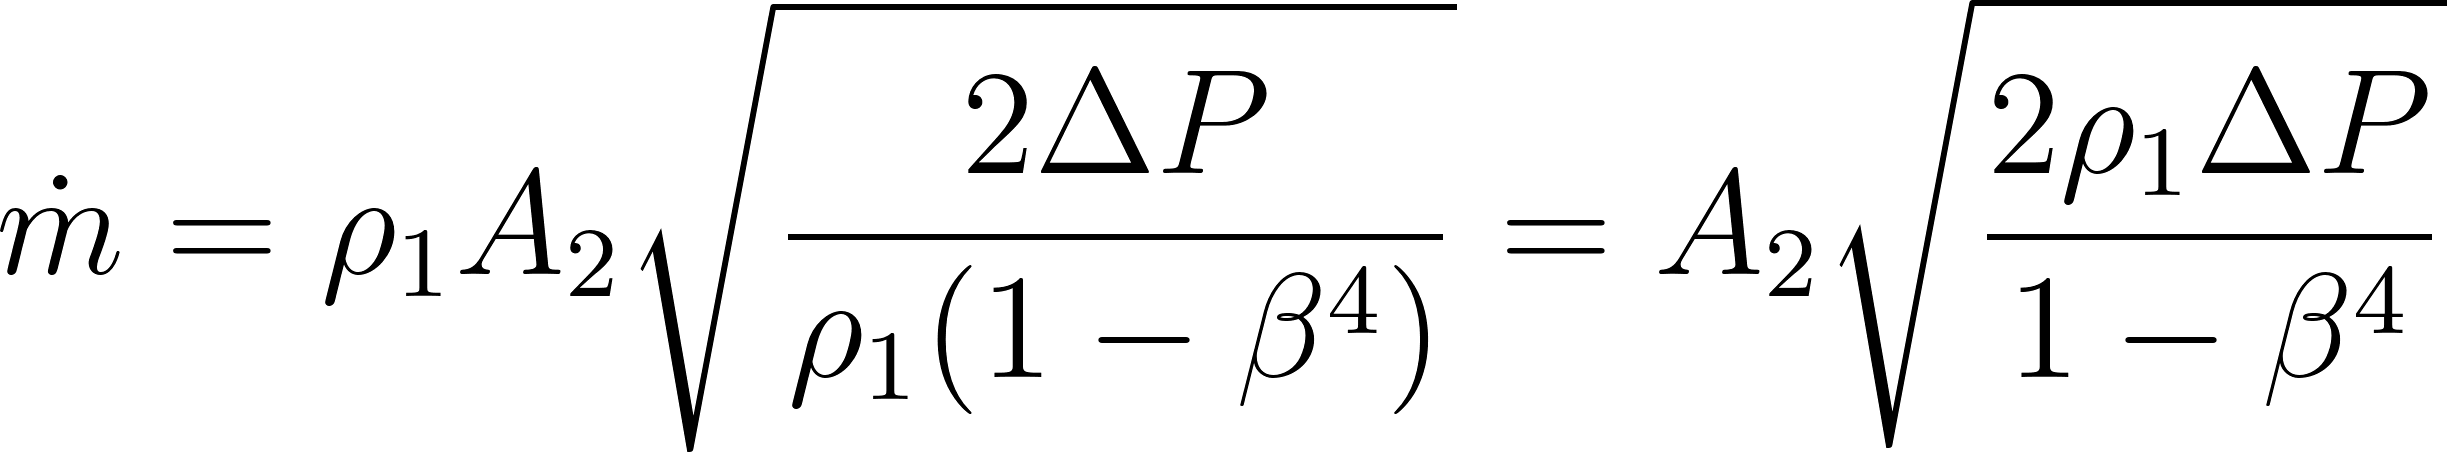 ṁ = ρ₁A₂√(2ΔP / (ρ₁(1 − β⁴))) = A₂√(2ρ₁ΔP / (1 − β⁴))